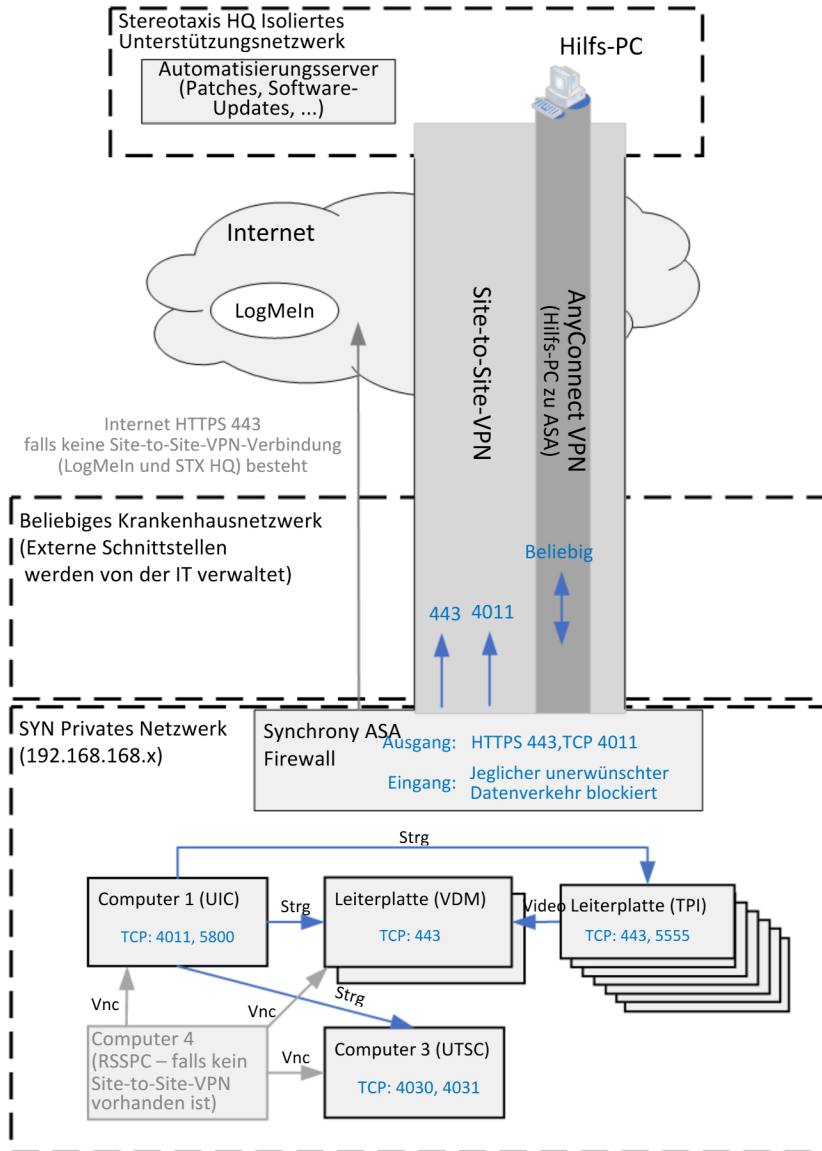 Stereotaxis HQ Isoliertes
Unterstützungsnetzwerk
Hilfs-PC
Automatisierungsserver
(Patches, Software-
Updates, ...)
Internet
LogMeIn
Site-to-Site-VPN
AnyConnect VPN
(Hilfs-PC zu ASA)
Internet HTTPS 443
falls keine Site-to-Site-VPN-Verbindung
(LogMeIn und STX HQ) besteht
Beliebiges Krankenhausnetzwerk
(Externe Schnittstellen
werden von der IT verwaltet)
Beliebig
443 4011
SYN Privates Netzwerk
(192.168.168.x)
Synchrony ASA
Firewall
Ausgang: HTTPS 443,TCP 4011
Eingang: Jeglicher unerwünschter
Datenverkehr blockiert
Strg
Computer 1 (UIC)
TCP: 4011, 5800
Strg
Leiterplatte (VDM)
TCP: 443
Video
Leiterplatte (TPI)
TCP: 443, 5555
Vnc
Vnc
Strg
Computer 4
(RSSPC – falls kein
Site-to-Site-VPN
vorhanden ist)
Vnc
Computer 3 (UTSC)
TCP: 4030, 4031